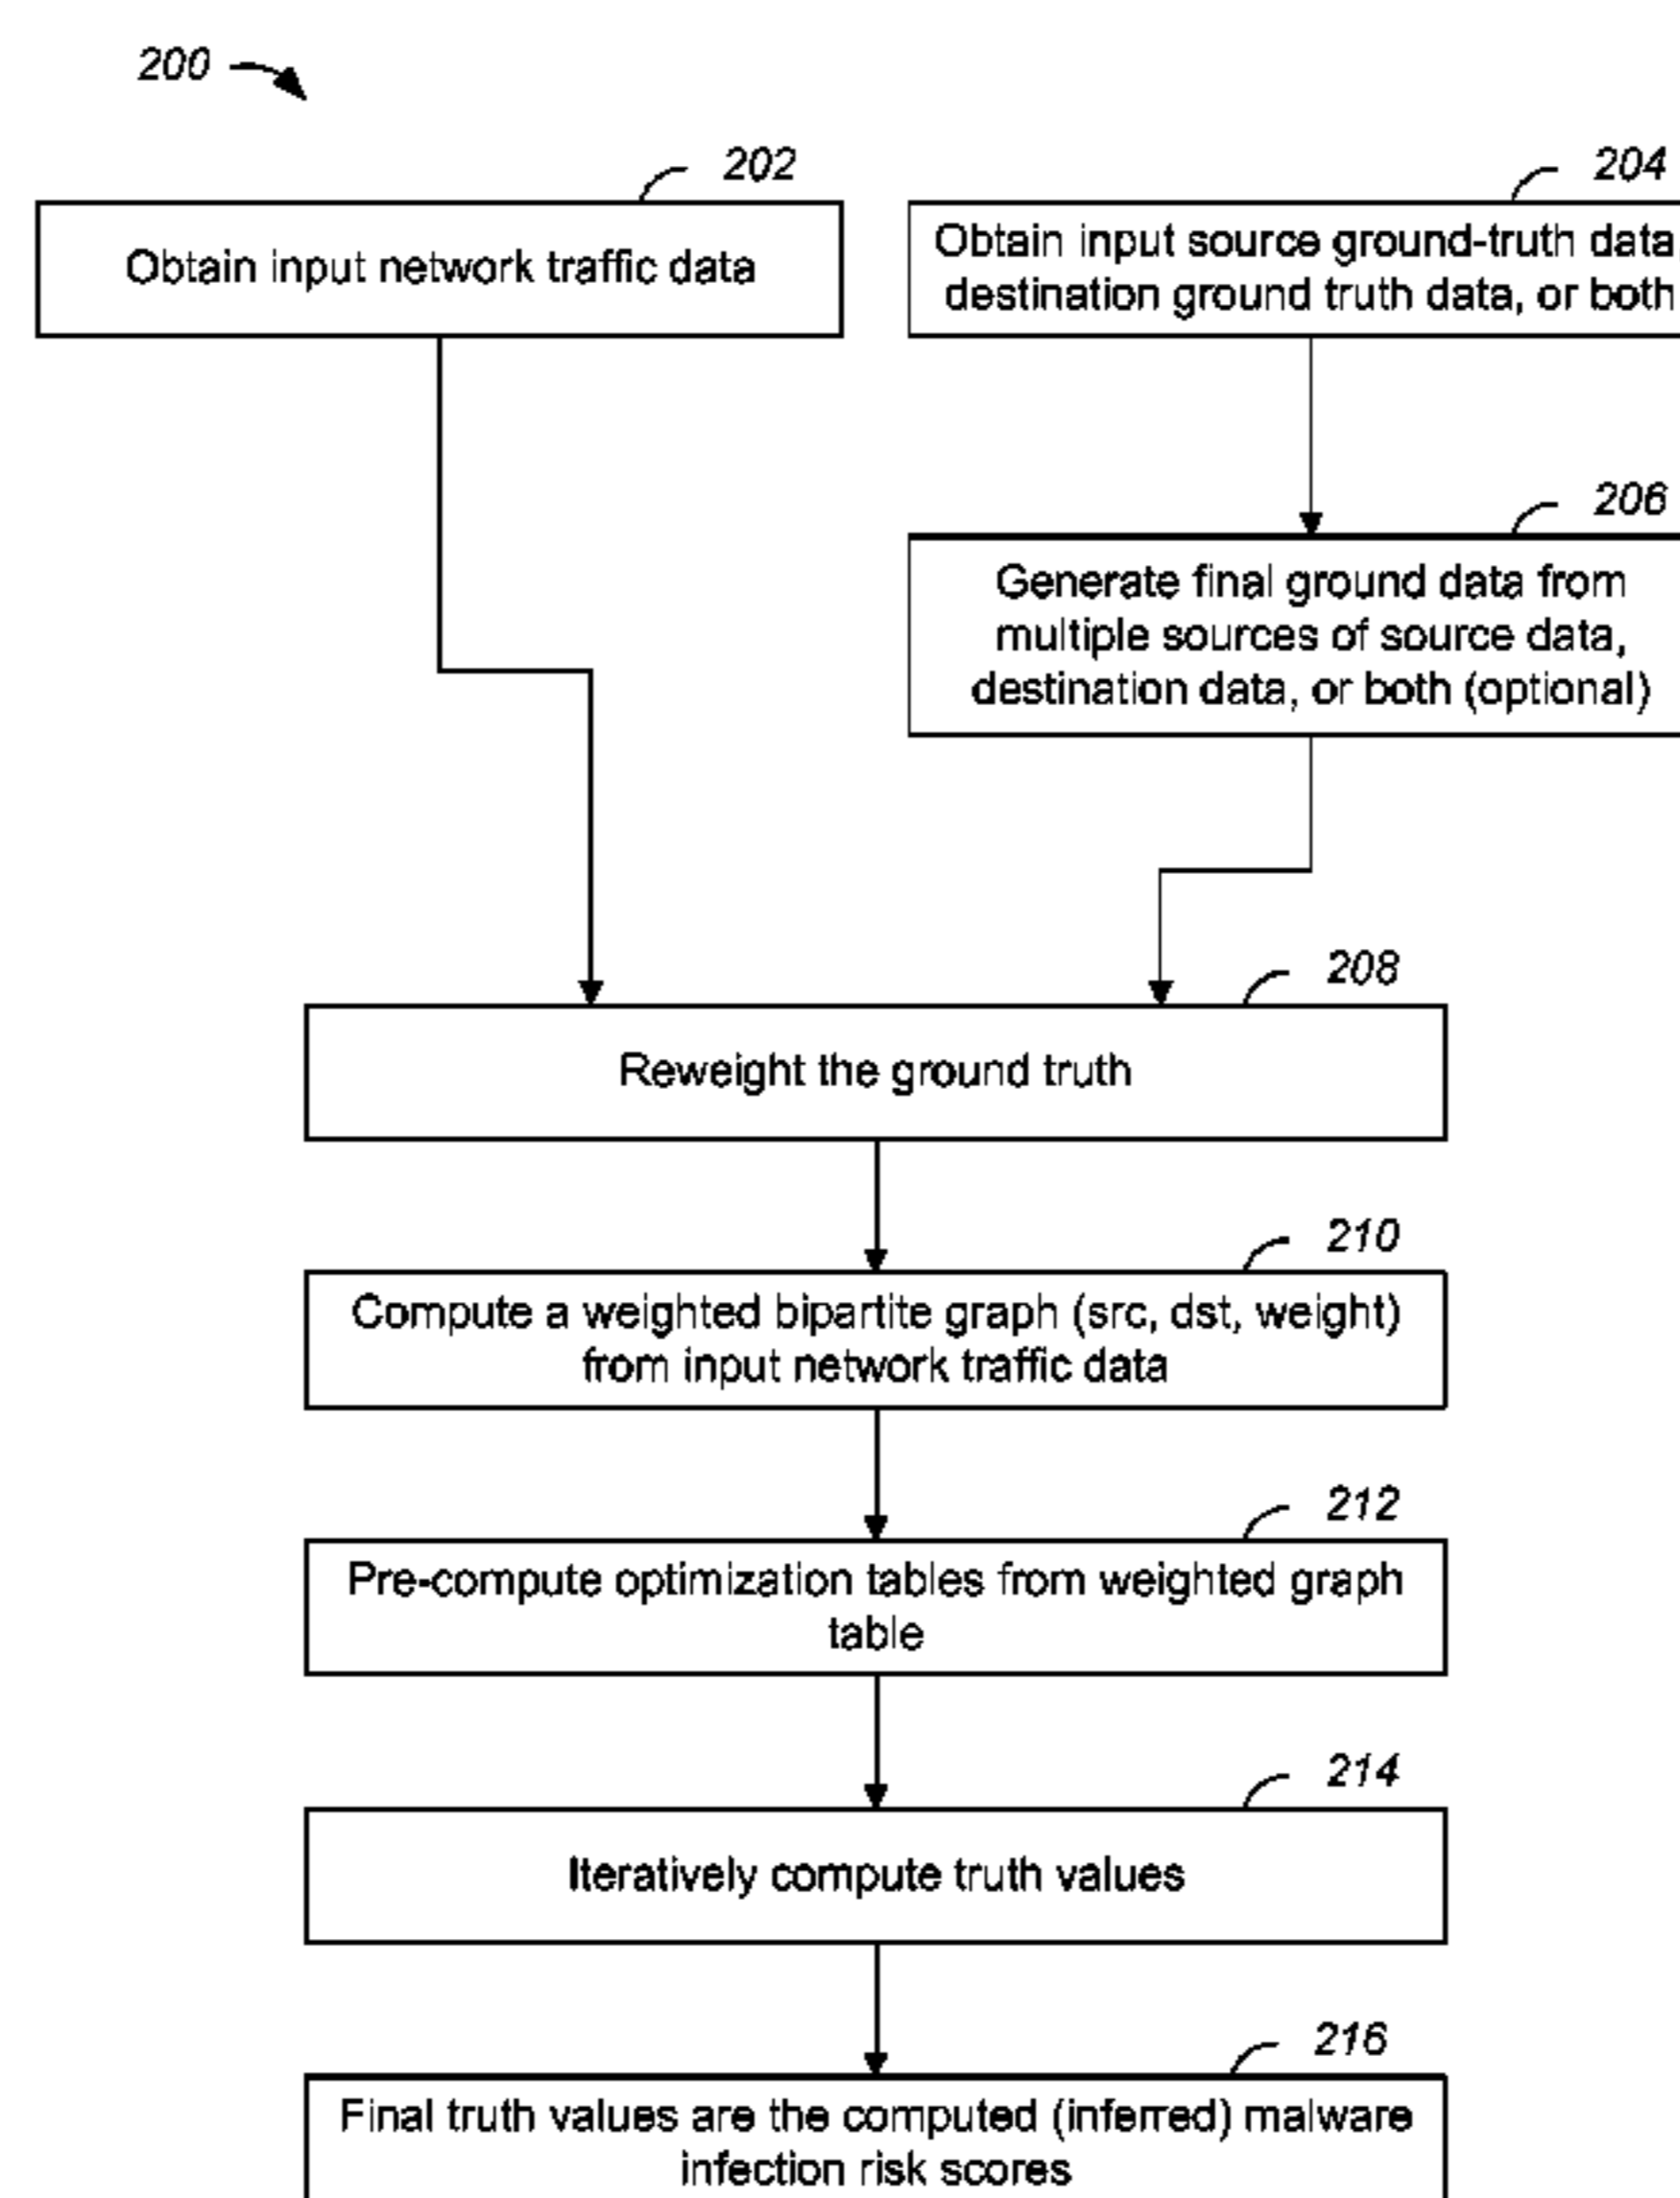 200
202
Obtain input network traffic data
204
Obtain input source ground-truth data
destination ground truth data, or both
206
Generate final ground data from
multiple sources of source data,
destination data, or both (optional)
208
Reweight the ground truth
210
Compute a weighted bipartite graph (src, dst, weight)
from input network traffic data
212
Pre-compute optimization tables from weighted graph
table
214
Iteratively compute truth values
216
Final truth values are the computed (inferred) malware
infection risk scores